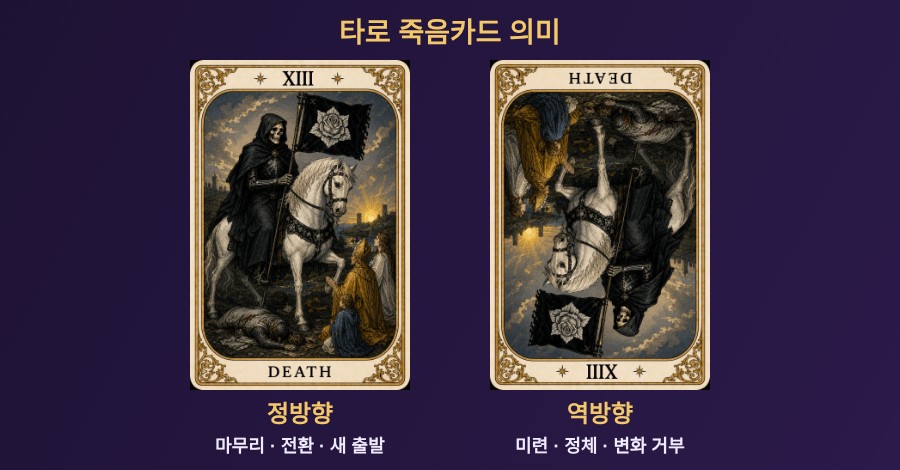 타로 죽음카드 의미
XIII
DEATH
DEATH
XIII
정방향
역방향
마무리 · 전환 · 새 출발
미련 · 정체 · 변화 거부